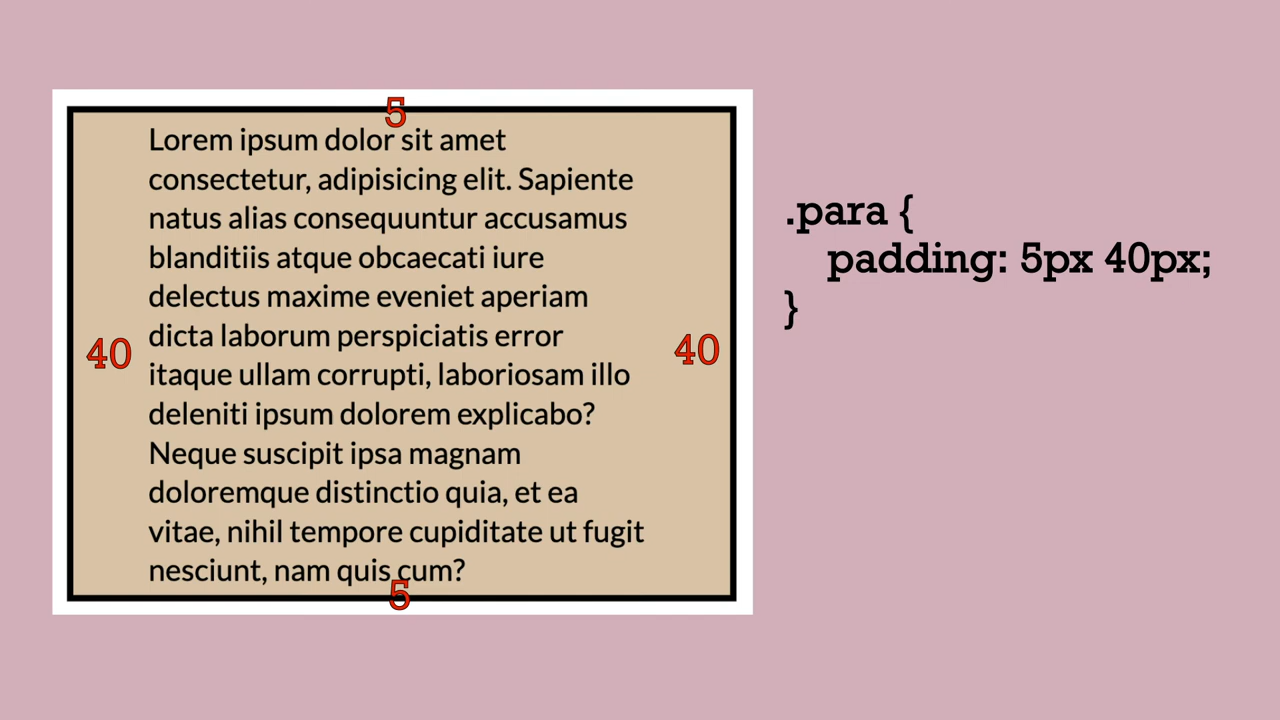 5
Lorem ipsum dolor sit amet
consectetur, adipisicing elit. Sapiente
natus alias consequuntur accusamus
blanditiis atque obcaecati iure
delectus maxime eveniet aperiam
dicta laborum perspiciatis error
40
40
itaque ullam corrupti, laboriosam illo
deleniti ipsum dolorem explicabo?
Neque suscipit ipsa magnam
doloremque distinctio quia, et ea
vitae, nihil tempore cupiditate ut fugit
nesciunt, nam quis cum?
5
.para {
padding: 5px 40px;
}